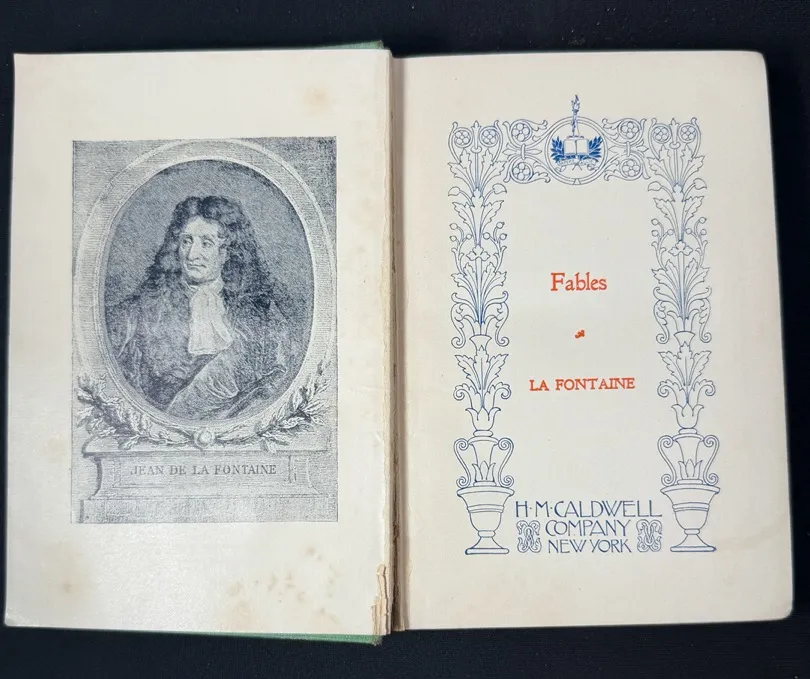 JEAN DE LA FONTAINE
Fables
LA FONTAINE
H·M·CALDWELL
COMPANY
NEW YORK